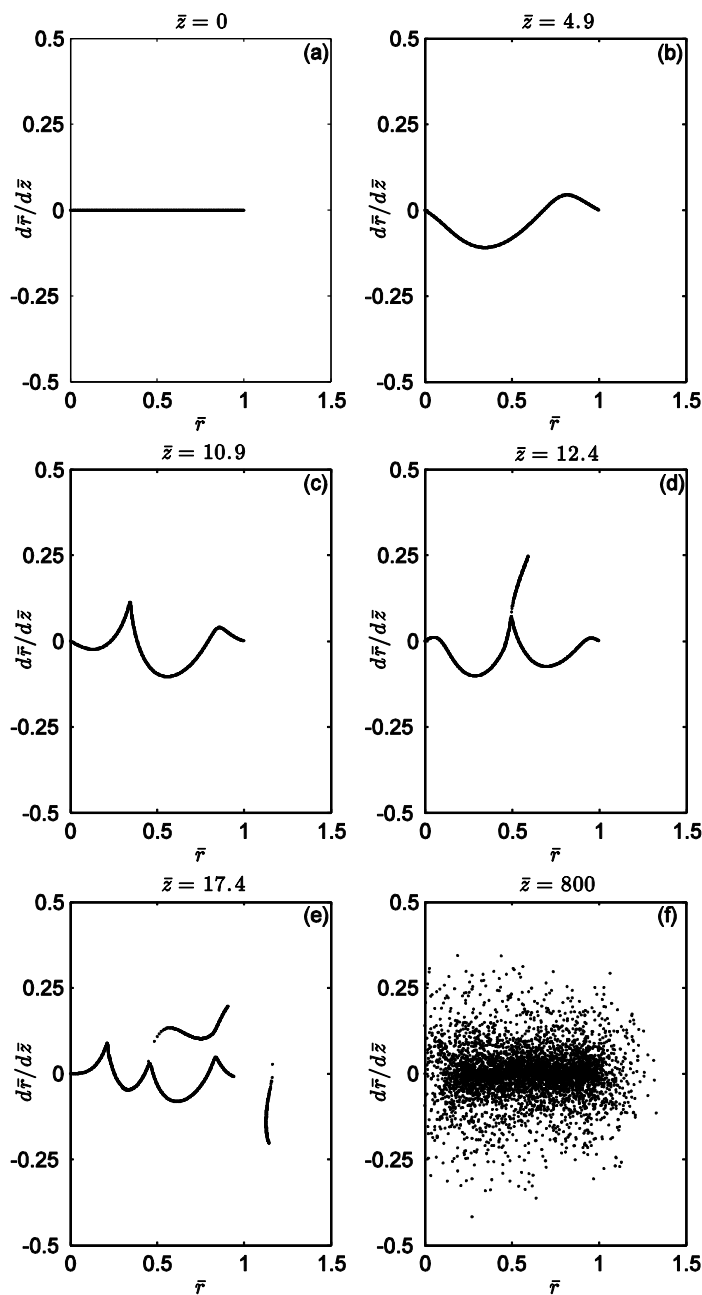 z̄ = 0
(a)
0.5
0.25
0
-0.25
-0.5
dr̄/dz̄
0 0.5 1 1.5
r̄
z̄ = 4.9
(b)
0.5
0.25
0
-0.25
-0.5
dr̄/dz̄
0 0.5 1 1.5
r̄
z̄ = 10.9
(c)
0.5
0.25
0
-0.25
-0.5
dr̄/dz̄
0 0.5 1 1.5
r̄
z̄ = 12.4
(d)
0.5
0.25
0
-0.25
-0.5
dr̄/dz̄
0 0.5 1 1.5
r̄
z̄ = 17.4
(e)
0.5
0.25
0
-0.25
-0.5
dr̄/dz̄
0 0.5 1 1.5
r̄
z̄ = 800
(f)
0.5
0.25
0
-0.25
-0.5
dr̄/dz̄
0 0.5 1 1.5
r̄